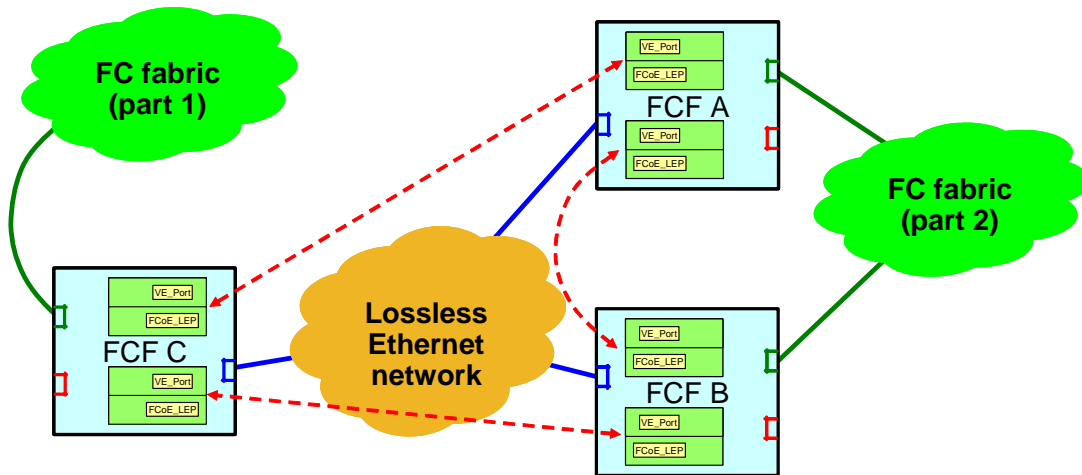 FC fabric
(part 1)
VE_Port
FCoE_LEP
FCF A
VE_Port
FCoE_LEP
FC fabric
(part 2)
Lossless
Ethernet
network
VE_Port
FCoE_LEP
FCF C
VE_Port
FCoE_LEP
VE_Port
FCoE_LEP
FCF B
VE_Port
FCoE_LEP